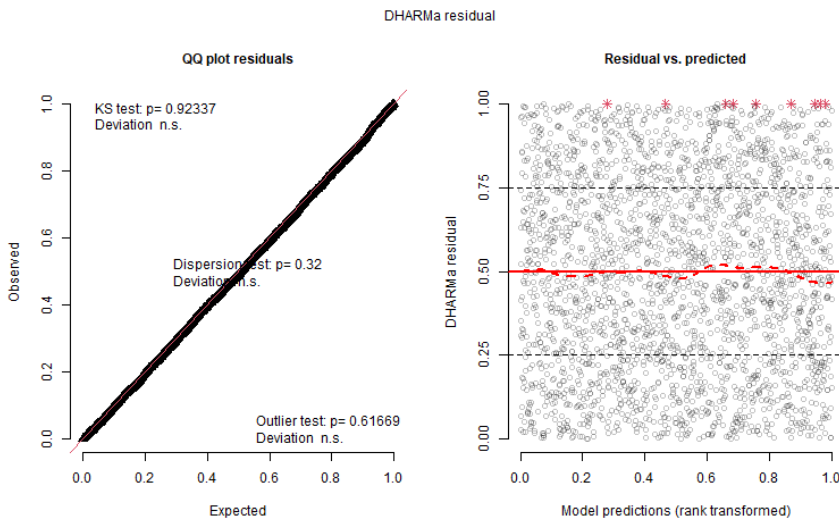 DHARMa residual
QQ plot residuals
KS test: p= 0.92337
Deviation n.s.
Dispersion test: p= 0.32
Deviation n.s.
Outlier test: p= 0.61669
Deviation n.s.
Observed
0.0
0.2
0.4
0.6
0.8
1.0
0.0 0.2 0.4 0.6 0.8 1.0
Expected
Residual vs. predicted
DHARMa residual
0.00
0.25
0.50
0.75
1.00
0.0 0.2 0.4 0.6 0.8 1.0
Model predictions (rank transformed)